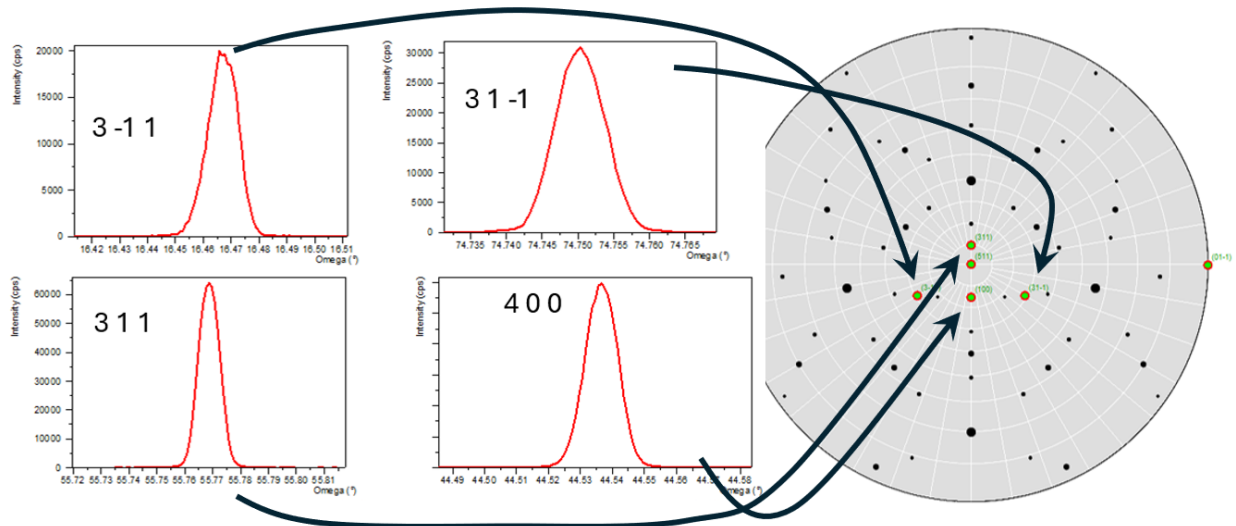 Intensity (cps)
20000
15000
10000
5000
0
3 -1 1
16.42 16.43 16.44 16.45 16.46 16.47 16.48 16.49 16.50 16.51
Omega (°)
Intensity (cps)
30000
25000
20000
15000
10000
5000
0
3 1 -1
74.735 74.740 74.745 74.750 74.755 74.760 74.765
Omega (°)
Intensity (cps)
60000
50000
40000
30000
20000
10000
0
3 1 1
55.72 55.73 55.74 55.75 55.76 55.77 55.78 55.79 55.80 55.81
Omega (°)
Intensity (cps)
4 0 0
44.49 44.50 44.51 44.52 44.53 44.54 44.55 44.56 44.57 44.58
Omega (°)
(311)
(511)
(01-1)
(100)
(31-1)